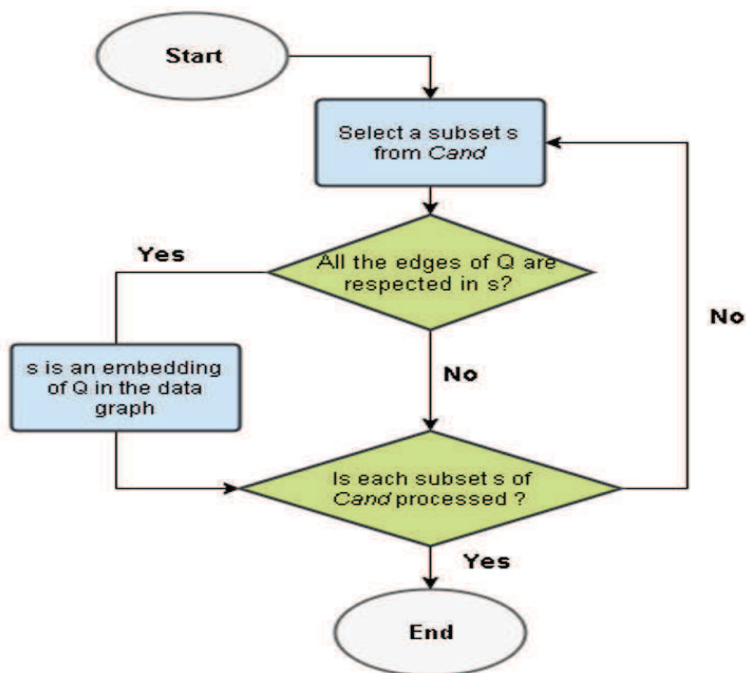 Start
Select a subset s
from Cand
All the edges of Q are
respected in s?
Yes
s is an embedding
of Q in the data
graph
No
Is each subset s of
Cand processed ?
No
Yes
End